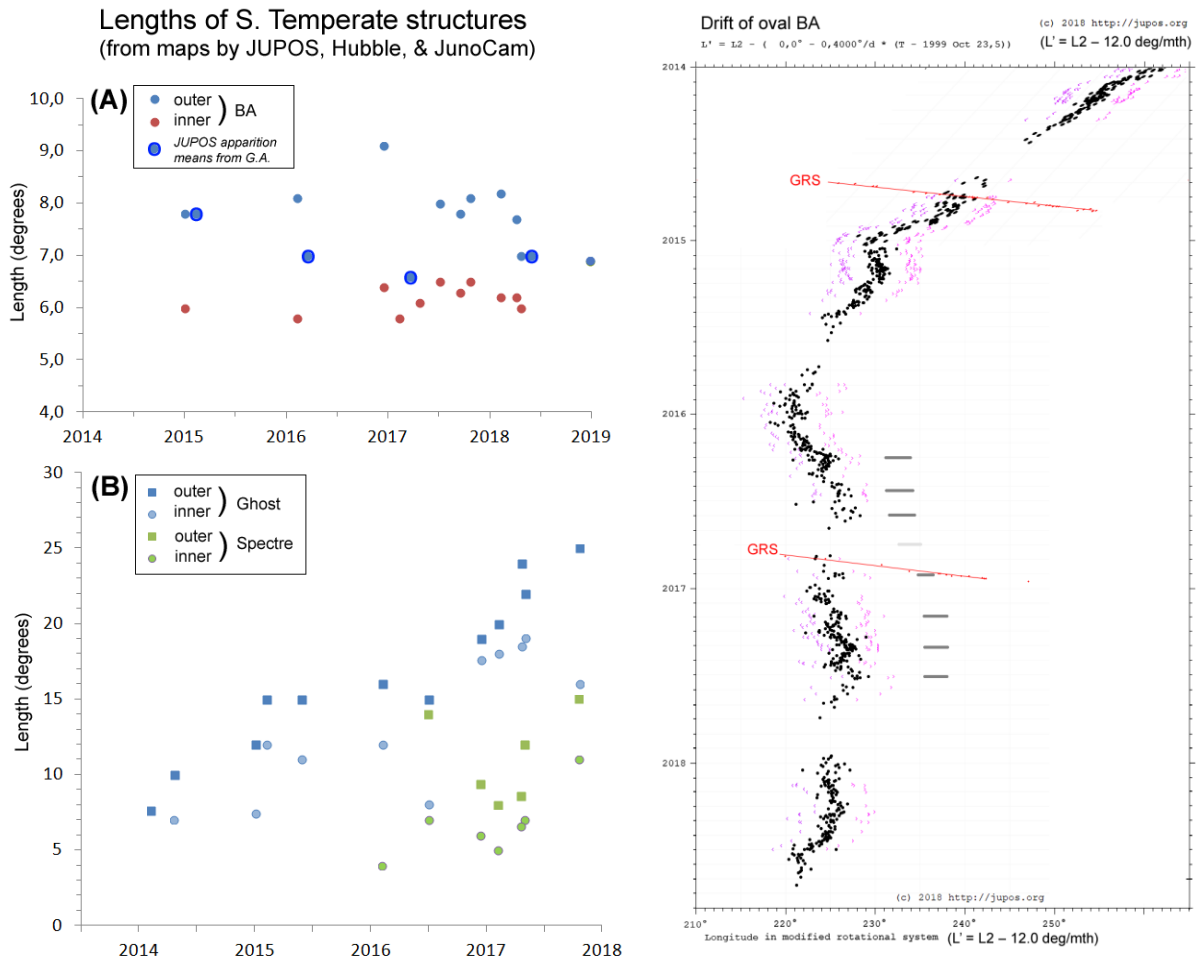 Lengths of S. Temperate structures
(from maps by JUPOS, Hubble, & JunoCam)
(A)
outer
inner
) BA
JUPOS apparition
means from G.A.
Length (degrees)
10,0
9,0
8,0
7,0
6,0
5,0
4,0
2014
2015
2016
2017
2018
2019
(B)
outer
inner
) Ghost
outer
inner
) Spectre
Length (degrees)
30
25
20
15
10
5
0
2014
2015
2016
2017
2018
Drift of oval BA
(c) 2018 http://jupos.org
L' = L2 - ( 0,0° - 0,4000°/d * (T - 1999 Oct 23,5))
(L' = L2 – 12.0 deg/mth)
2014
2015
2016
2017
2018
GRS
GRS
(c) 2018 http://jupos.org
210°
220°
230°
240°
250°
Longitude in modified rotational system (L' = L2 – 12.0 deg/mth)